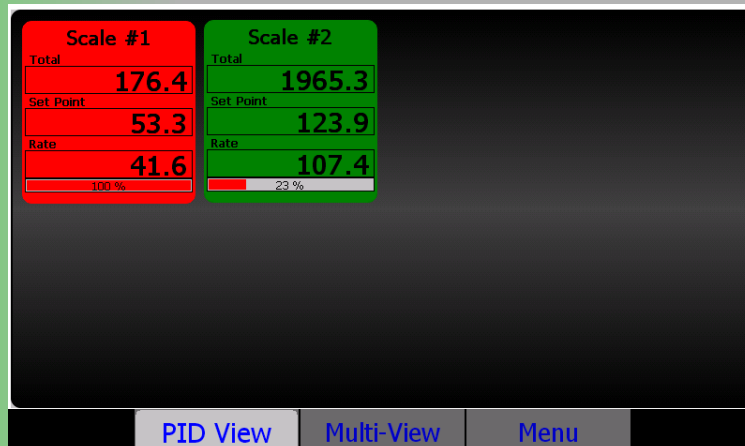 Scale #1
Total
176.4
Set Point
53.3
Rate
41.6
100 %
Scale #2
Total
1965.3
Set Point
123.9
Rate
107.4
23 %
PID View
Multi-View
Menu